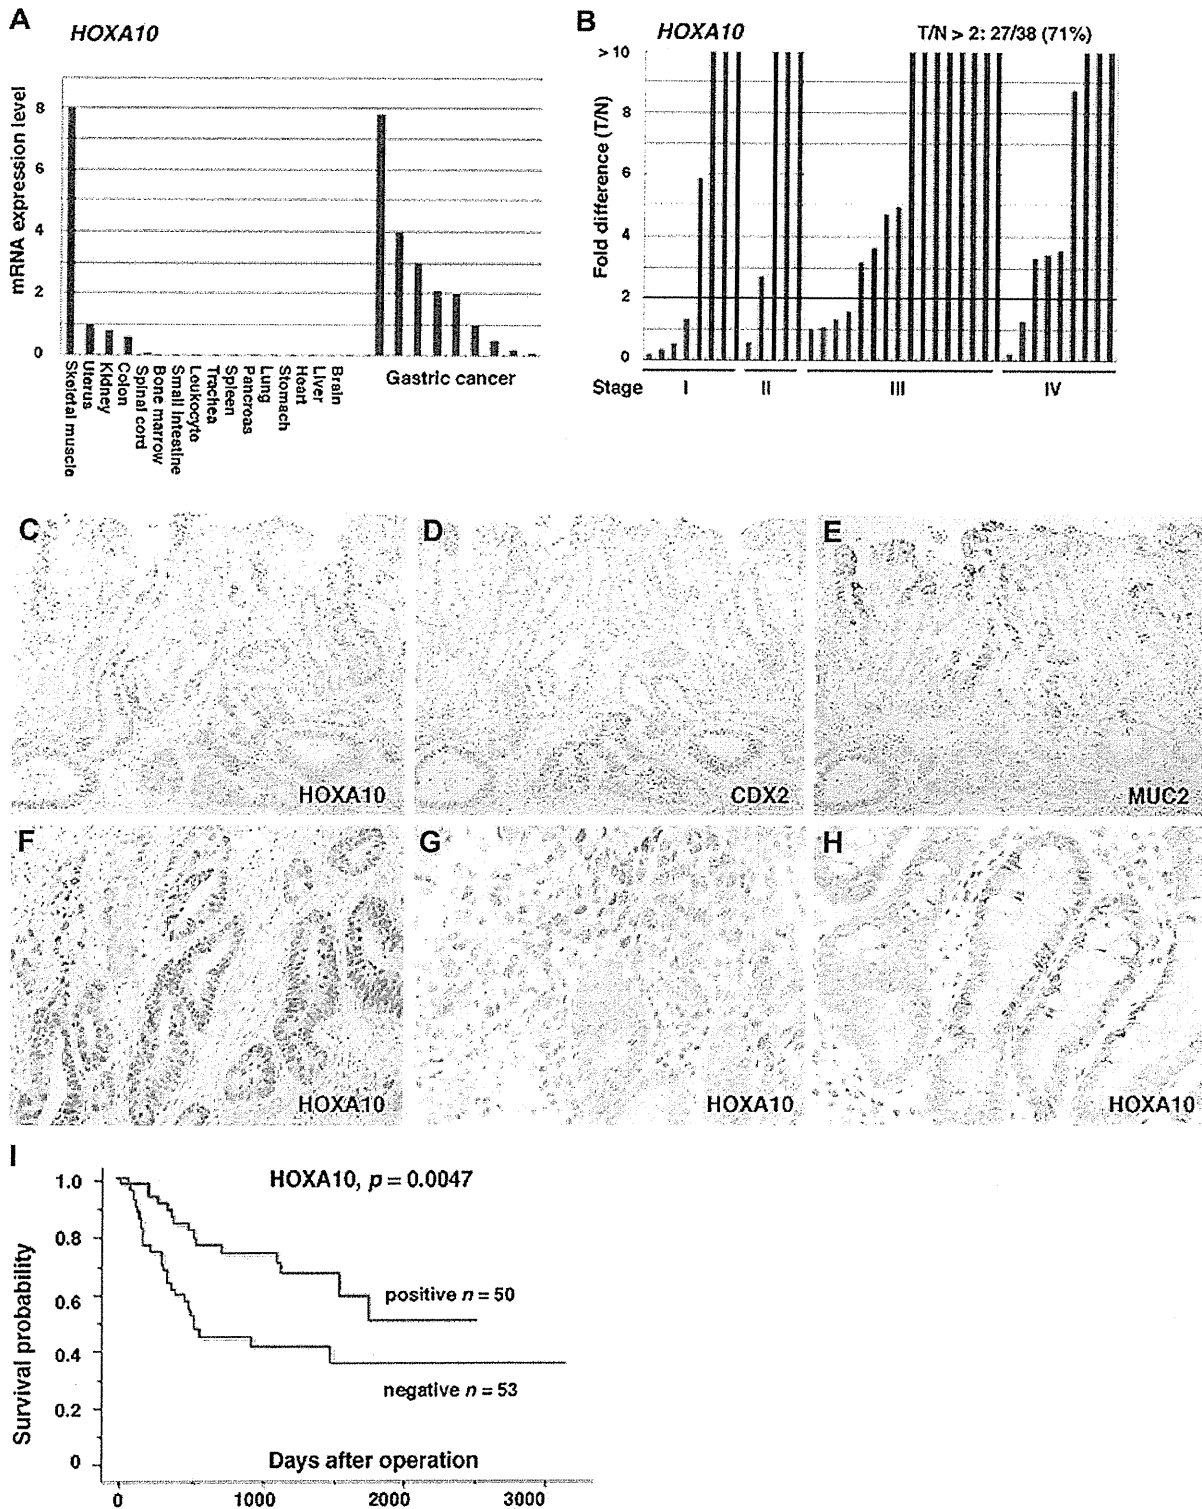 A
HOXA10
mRNA expression level
8
6
4
2
0
Skeletal muscle
Uterus
Kidney
Colon
Spinal cord
Bone marrow
Small intestine
Leukocyte
Trachea
Spleen
Pancreas
Lung
Stomach
Heart
Liver
Brain
Gastric cancer
B
HOXA10
T/N > 2: 27/38 (71%)
Fold difference (T/N)
> 10
8
6
4
2
0
Stage
I
II
III
IV
C
HOXA10
D
CDX2
E
MUC2
F
HOXA10
G
HOXA10
H
HOXA10
I
HOXA10, p = 0.0047
Survival probability
1.0
0.8
0.6
0.4
0.2
0
positive n = 50
negative n = 53
Days after operation
0
1000
2000
3000